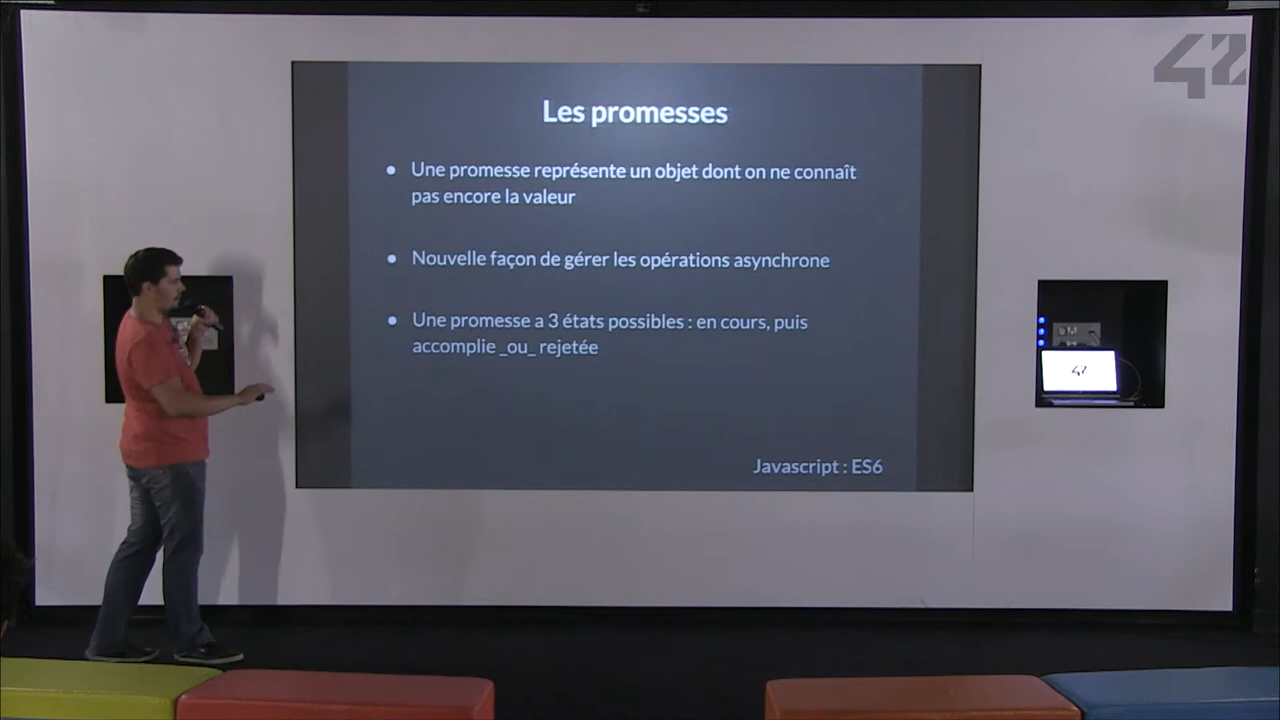 42
Les promesses
• Une promesse représente un objet dont on ne connaît
pas encore la valeur
• Nouvelle façon de gérer les opérations asynchrone
• Une promesse a 3 états possibles : en cours, puis
accomplie _ou_ rejetée
Javascript : ES6
42